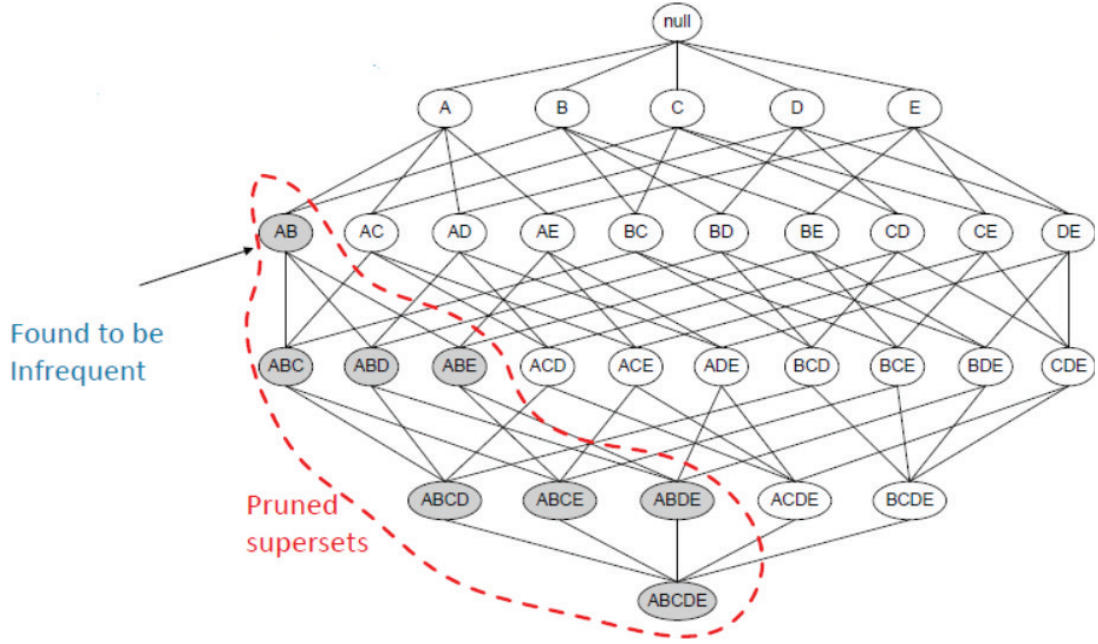 null
A B C D E
AB AC AD AE BC BD BE CD CE DE
Found to be
Infrequent
ABC ABD ABE ACD ACE ADE BCD BCE BDE CDE
ABCD ABCE ABDE ACDE BCDE
Pruned
supersets
ABCDE